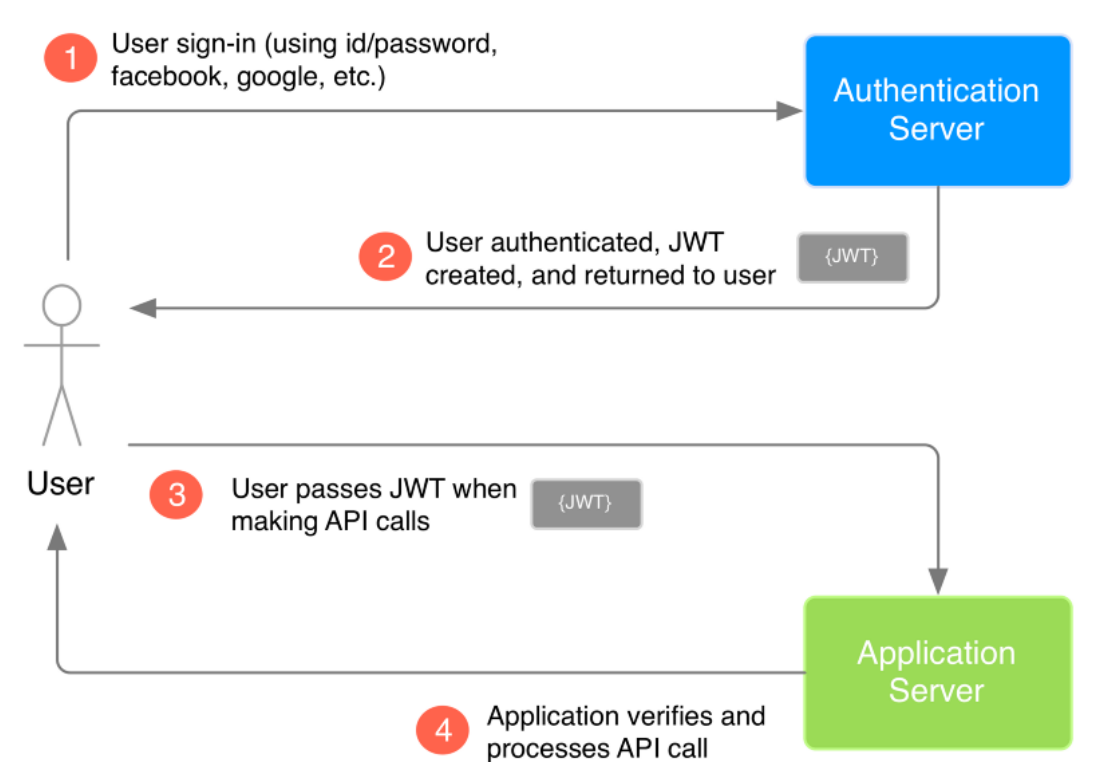 1
User sign-in (using id/password,
facebook, google, etc.)
Authentication
Server
2
User authenticated, JWT
created, and returned to user
{JWT}
User
3
User passes JWT when
making API calls
{JWT}
Application
Server
4
Application verifies and
processes API call